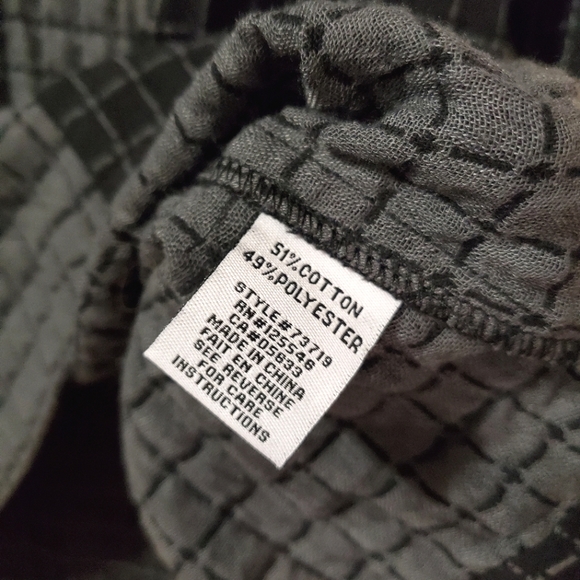 51% COTTON
49% POLYESTER
STYLE#73719
RN#125546
CA#05633
MADE IN CHINA
FAIT EN CHINE
SEE REVERSE
FOR CARE
INSTRUCTIONS